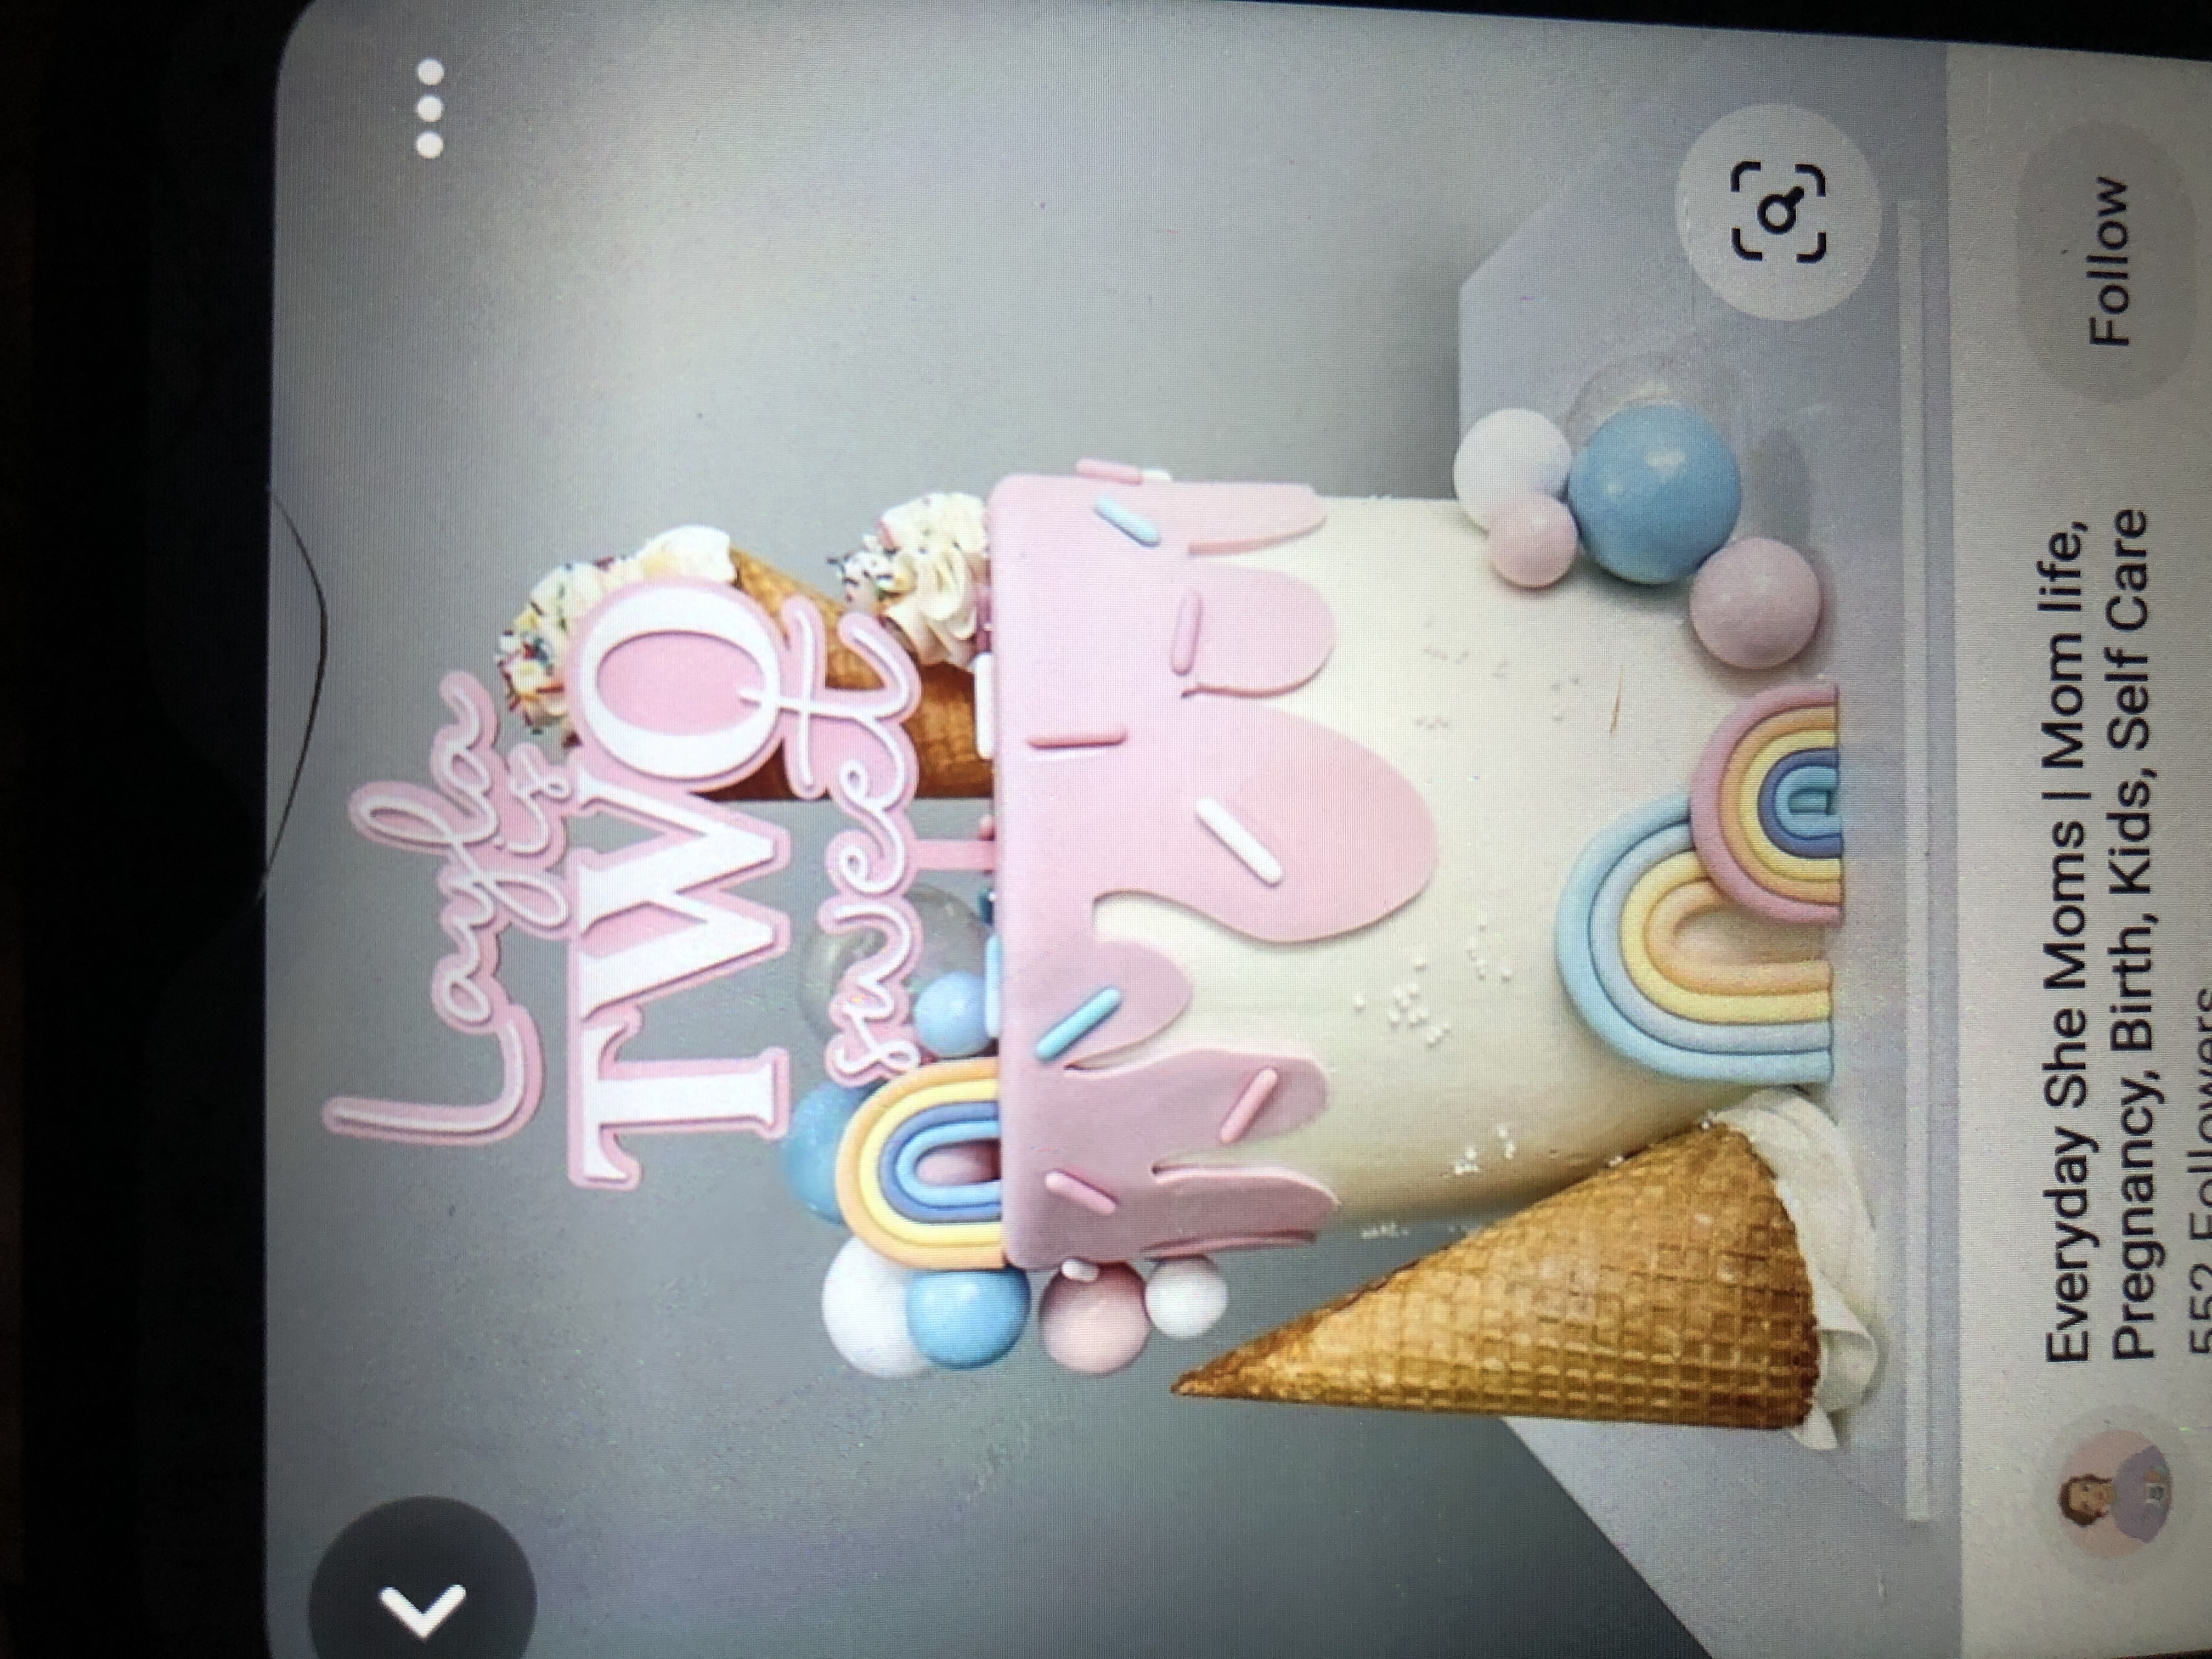 Layla
is
TWO
sweet
Everyday She Moms | Mom life,
Pregnancy, Birth, Kids, Self Care
Follow
552 Followers